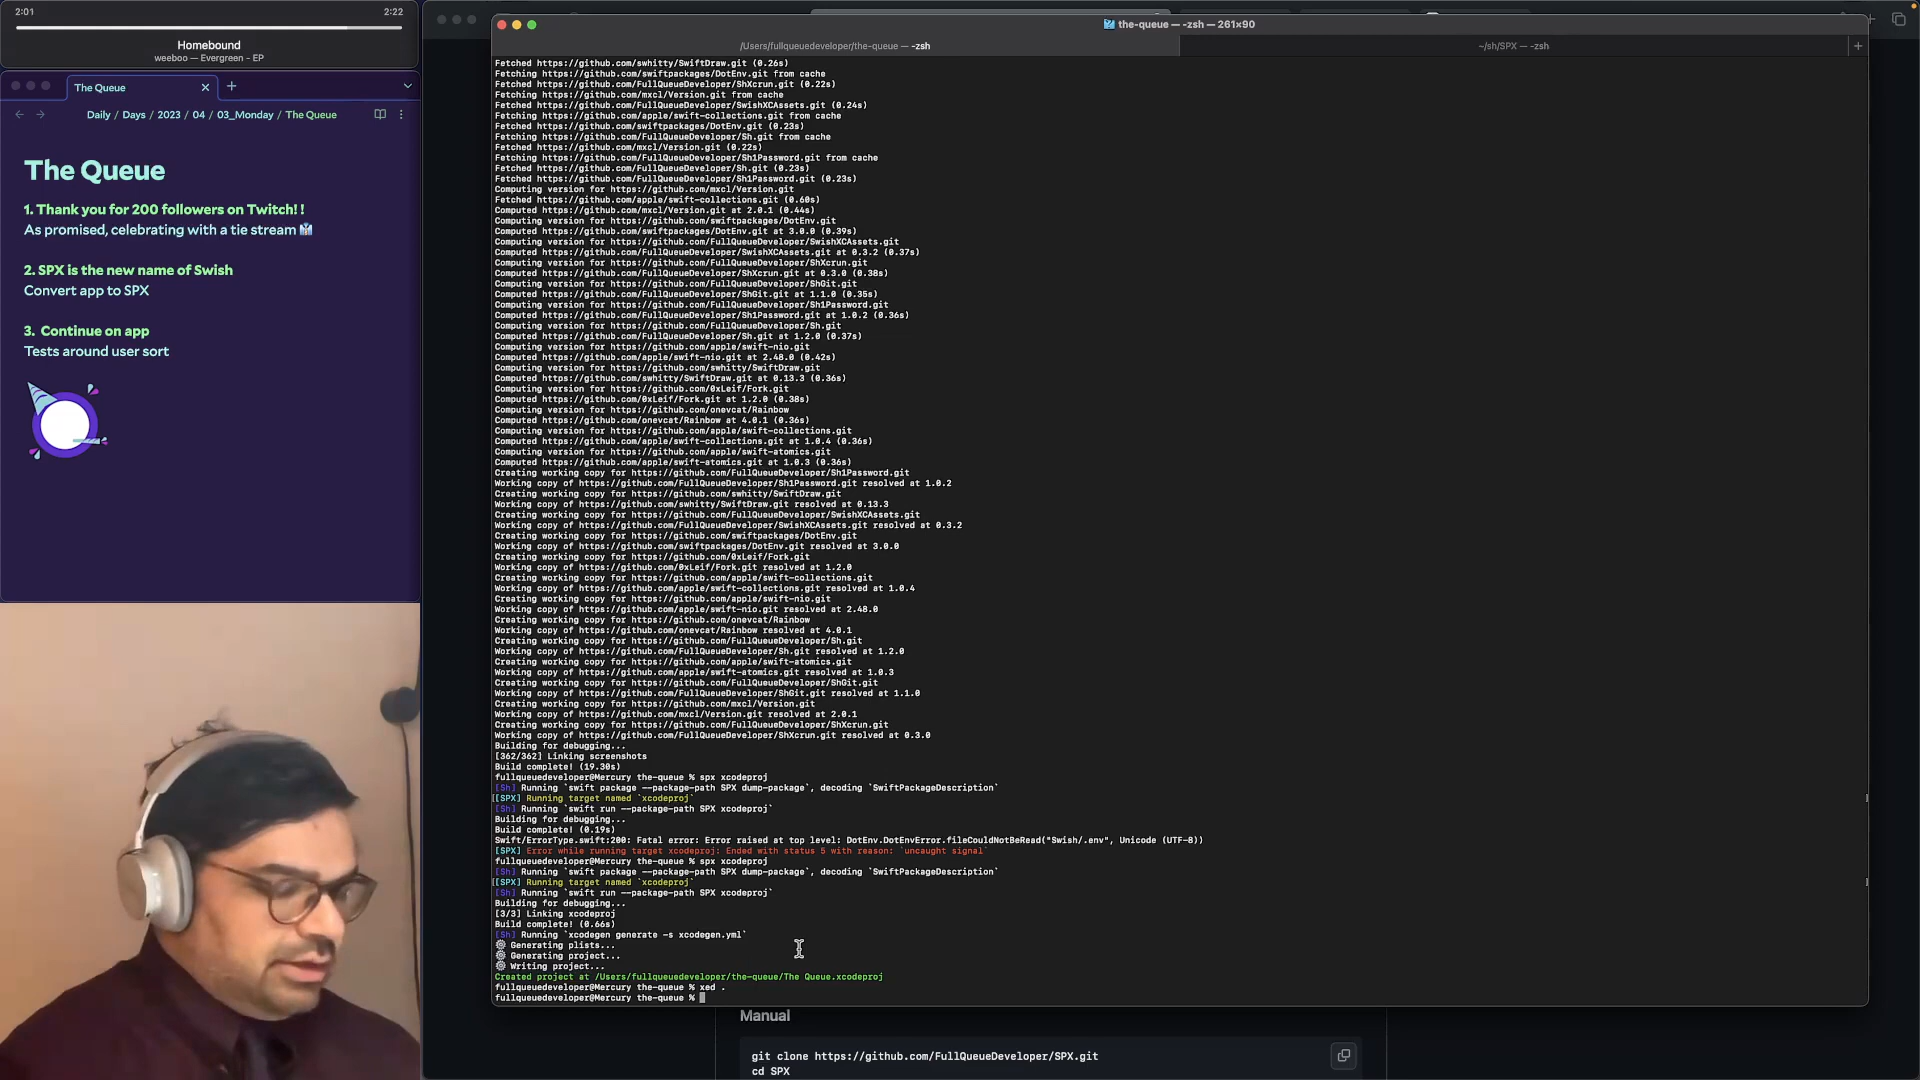 2:01
2:22
Homebound
weeboo — Evergreen - EP
The Queue
Daily / Days / 2023 / 04 / 03_Monday / The Queue
The Queue
1. Thank you for 200 followers on Twitch! !
As promised, celebrating with a tie stream 👔
2. SPX is the new name of Swish
Convert app to SPX
3. Continue on app
Tests around user sort
the-queue — -zsh — 261×90
/Users/fullqueuedeveloper/the-queue — -zsh
~/sh/SPX — -zsh
Fetched https://github.com/swhitty/SwiftDraw.git (0.26s)
Fetching https://github.com/swiftpackages/DotEnv.git from cache
Fetched https://github.com/FullQueueDeveloper/ShXcrun.git (0.22s)
Fetching https://github.com/mxcl/Version.git from cache
Fetched https://github.com/FullQueueDeveloper/SwishXCAssets.git (0.24s)
Fetching https://github.com/apple/swift-collections.git from cache
Fetched https://github.com/swiftpackages/DotEnv.git (0.23s)
Fetching https://github.com/FullQueueDeveloper/Sh.git from cache
Fetched https://github.com/mxcl/Version.git (0.22s)
Fetching https://github.com/FullQueueDeveloper/Sh1Password.git from cache
Fetched https://github.com/FullQueueDeveloper/Sh.git (0.23s)
Fetched https://github.com/FullQueueDeveloper/Sh1Password.git (0.23s)
Computing version for https://github.com/mxcl/Version.git
Fetched https://github.com/apple/swift-collections.git (0.60s)
Computed https://github.com/mxcl/Version.git at 2.0.1 (0.44s)
Computing version for https://github.com/swiftpackages/DotEnv.git
Computed https://github.com/swiftpackages/DotEnv.git at 3.0.0 (0.39s)
Computing version for https://github.com/FullQueueDeveloper/SwishXCAssets.git
Computed https://github.com/FullQueueDeveloper/SwishXCAssets.git at 0.3.2 (0.37s)
Computing version for https://github.com/FullQueueDeveloper/ShXcrun.git
Computed https://github.com/FullQueueDeveloper/ShXcrun.git at 0.3.0 (0.38s)
Computing version for https://github.com/FullQueueDeveloper/ShGit.git
Computed https://github.com/FullQueueDeveloper/ShGit.git at 1.1.0 (0.35s)
Computing version for https://github.com/FullQueueDeveloper/Sh1Password.git
Computed https://github.com/FullQueueDeveloper/Sh1Password.git at 1.0.2 (0.36s)
Computing version for https://github.com/FullQueueDeveloper/Sh.git
Computed https://github.com/FullQueueDeveloper/Sh.git at 1.2.0 (0.37s)
Computing version for https://github.com/apple/swift-nio.git
Computed https://github.com/apple/swift-nio.git at 2.48.0 (0.42s)
Computing version for https://github.com/swhitty/SwiftDraw.git
Computed https://github.com/swhitty/SwiftDraw.git at 0.13.3 (0.36s)
Computing version for https://github.com/0xLeif/Fork.git
Computed https://github.com/0xLeif/Fork.git at 1.2.0 (0.38s)
Computing version for https://github.com/onevcat/Rainbow
Computed https://github.com/onevcat/Rainbow at 4.0.1 (0.36s)
Computing version for https://github.com/apple/swift-collections.git
Computed https://github.com/apple/swift-collections.git at 1.0.4 (0.36s)
Computing version for https://github.com/apple/swift-atomics.git
Computed https://github.com/apple/swift-atomics.git at 1.0.3 (0.36s)
Creating working copy for https://github.com/FullQueueDeveloper/Sh1Password.git
Working copy of https://github.com/FullQueueDeveloper/Sh1Password.git resolved at 1.0.2
Creating working copy for https://github.com/swhitty/SwiftDraw.git
Working copy of https://github.com/swhitty/SwiftDraw.git resolved at 0.13.3
Creating working copy for https://github.com/FullQueueDeveloper/SwishXCAssets.git
Working copy of https://github.com/FullQueueDeveloper/SwishXCAssets.git resolved at 0.3.2
Creating working copy for https://github.com/swiftpackages/DotEnv.git
Working copy of https://github.com/swiftpackages/DotEnv.git resolved at 3.0.0
Creating working copy for https://github.com/0xLeif/Fork.git
Working copy of https://github.com/0xLeif/Fork.git resolved at 1.2.0
Creating working copy for https://github.com/apple/swift-collections.git
Working copy of https://github.com/apple/swift-collections.git resolved at 1.0.4
Creating working copy for https://github.com/apple/swift-nio.git
Working copy of https://github.com/apple/swift-nio.git resolved at 2.48.0
Creating working copy for https://github.com/onevcat/Rainbow
Working copy of https://github.com/onevcat/Rainbow resolved at 4.0.1
Creating working copy for https://github.com/FullQueueDeveloper/Sh.git
Working copy of https://github.com/FullQueueDeveloper/Sh.git resolved at 1.2.0
Creating working copy for https://github.com/apple/swift-atomics.git
Working copy of https://github.com/apple/swift-atomics.git resolved at 1.0.3
Creating working copy for https://github.com/FullQueueDeveloper/ShGit.git
Working copy of https://github.com/FullQueueDeveloper/ShGit.git resolved at 1.1.0
Creating working copy for https://github.com/mxcl/Version.git
Working copy of https://github.com/mxcl/Version.git resolved at 2.0.1
Creating working copy for https://github.com/FullQueueDeveloper/ShXcrun.git
Working copy of https://github.com/FullQueueDeveloper/ShXcrun.git resolved at 0.3.0
Building for debugging...
[362/362] Linking screenshots
Build complete! (19.30s)
fullqueuedeveloper@Mercury the-queue % spx xcodeproj
[Sh] Running `swift package --package-path SPX dump-package`, decoding `SwiftPackageDescription`
[SPX] Running target named `xcodeproj`
[Sh] Running `swift run --package-path SPX xcodeproj`
Building for debugging...
Build complete! (0.19s)
Swift/ErrorType.swift:200: Fatal error: Error raised at top level: DotEnv.DotEnvError.fileCouldNotBeRead("Swish/.env", Unicode (UTF-8))
[SPX] Error while running target xcodeproj: Ended with status 5 with reason: `uncaught signal`
fullqueuedeveloper@Mercury the-queue % spx xcodeproj
[Sh] Running `swift package --package-path SPX dump-package`, decoding `SwiftPackageDescription`
[SPX] Running target named `xcodeproj`
[Sh] Running `swift run --package-path SPX xcodeproj`
Building for debugging...
[3/3] Linking xcodeproj
Build complete! (0.66s)
[Sh] Running `xcodegen generate -s xcodegen.yml`
⚙️ Generating plists...
⚙️ Generating project...
⚙️ Writing project...
Created project at /Users/fullqueuedeveloper/the-queue/The Queue.xcodeproj
fullqueuedeveloper@Mercury the-queue % xed .
fullqueuedeveloper@Mercury the-queue %
Manual
git clone https://github.com/FullQueueDeveloper/SPX.git
cd SPX